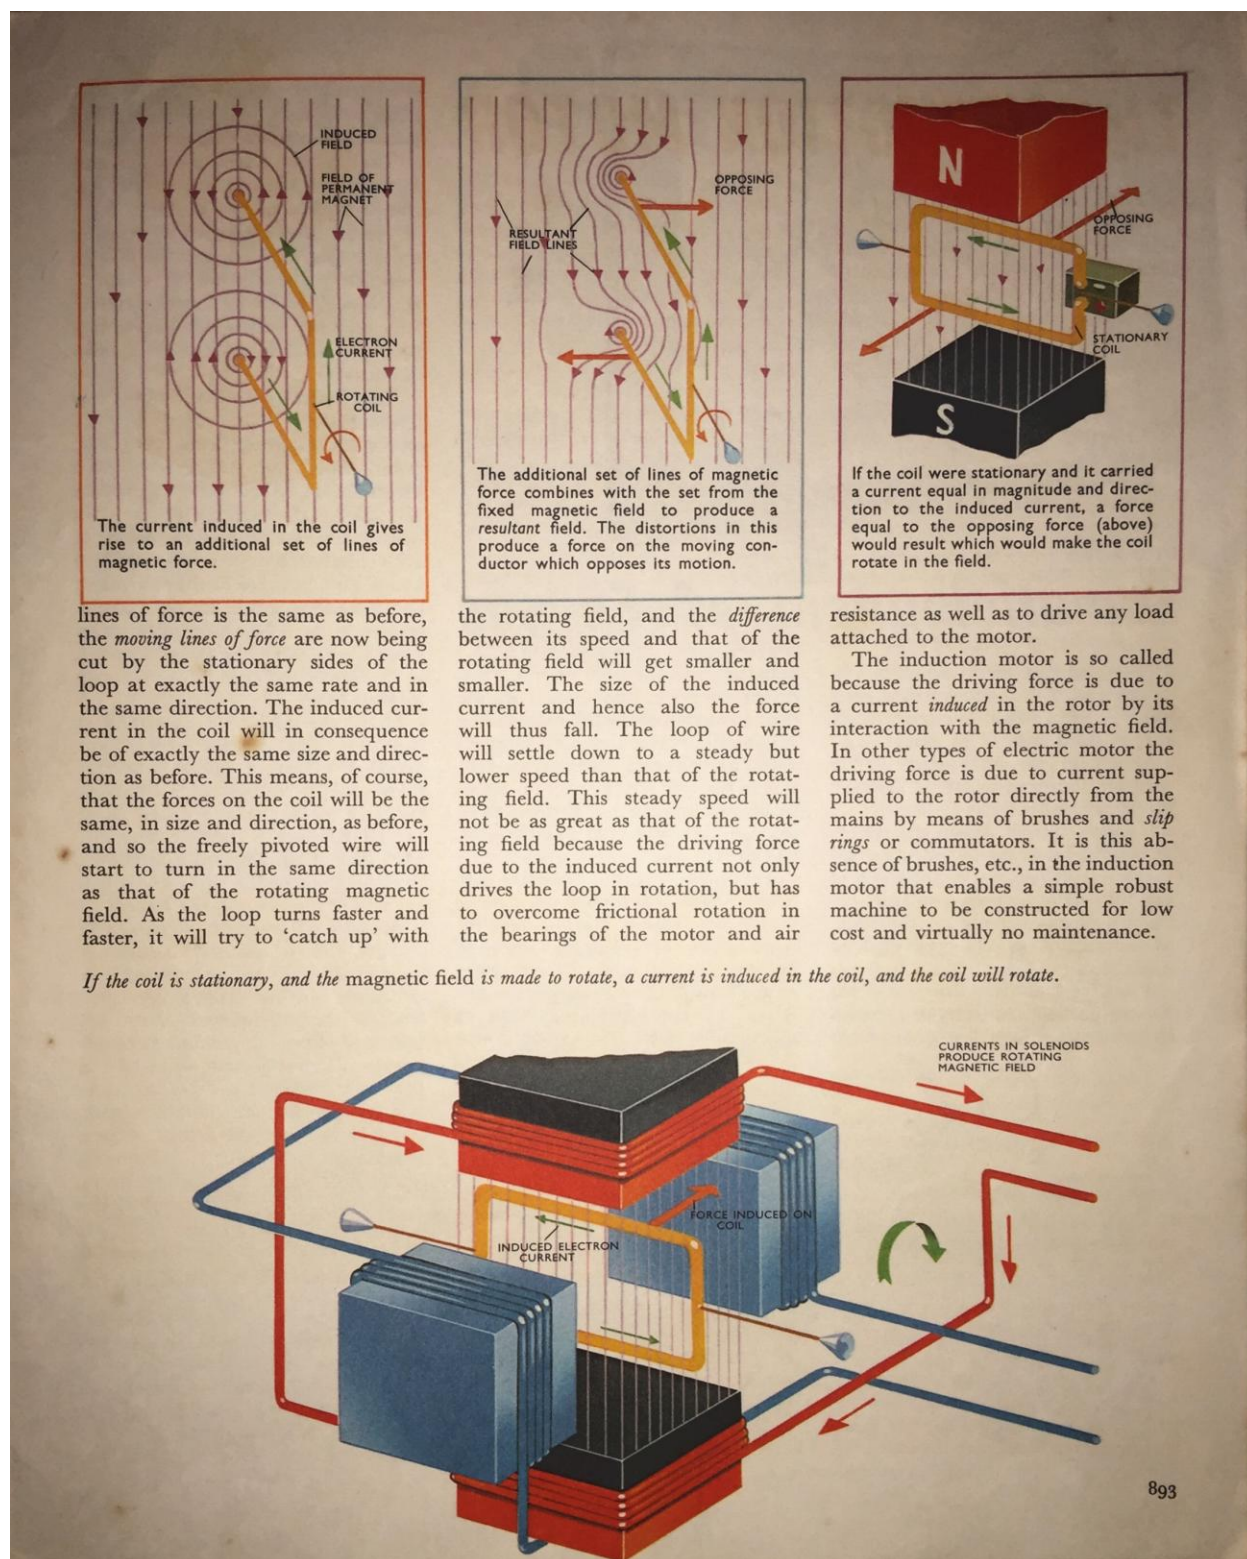 INDUCED
FIELD
FIELD OF
PERMANENT
MAGNET
ELECTRON
CURRENT
ROTATING
COIL
The current induced in the coil gives
rise to an additional set of lines of
magnetic force.
OPPOSING
FORCE
RESULTANT
FIELD LINES
The additional set of lines of magnetic
force combines with the set from the
fixed magnetic field to produce a
resultant field. The distortions in this
produce a force on the moving con-
ductor which opposes its motion.
N
OPPOSING
FORCE
STATIONARY
COIL
S
If the coil were stationary and it carried
a current equal in magnitude and direc-
tion to the induced current, a force
equal to the opposing force (above)
would result which would make the coil
rotate in the field.
lines of force is the same as before,
the moving lines of force are now being
cut by the stationary sides of the
loop at exactly the same rate and in
the same direction. The induced cur-
rent in the coil will in consequence
be of exactly the same size and direc-
tion as before. This means, of course,
that the forces on the coil will be the
same, in size and direction, as before,
and so the freely pivoted wire will
start to turn in the same direction
as that of the rotating magnetic
field. As the loop turns faster and
faster, it will try to ‘catch up’ with
the rotating field, and the difference
between its speed and that of the
rotating field will get smaller and
smaller. The size of the induced
current and hence also the force
will thus fall. The loop of wire
will settle down to a steady but
lower speed than that of the rotat-
ing field. This steady speed will
not be as great as that of the rotat-
ing field because the driving force
due to the induced current not only
drives the loop in rotation, but has
to overcome frictional rotation in
the bearings of the motor and air
resistance as well as to drive any load
attached to the motor.
The induction motor is so called
because the driving force is due to
a current induced in the rotor by its
interaction with the magnetic field.
In other types of electric motor the
driving force is due to current sup-
plied to the rotor directly from the
mains by means of brushes and slip
rings or commutators. It is this ab-
sence of brushes, etc., in the induction
motor that enables a simple robust
machine to be constructed for low
cost and virtually no maintenance.
If the coil is stationary, and the magnetic field is made to rotate, a current is induced in the coil, and the coil will rotate.
CURRENTS IN SOLENOIDS
PRODUCE ROTATING
MAGNETIC FIELD
FORCE INDUCED ON
COIL
INDUCED ELECTRON
CURRENT
893